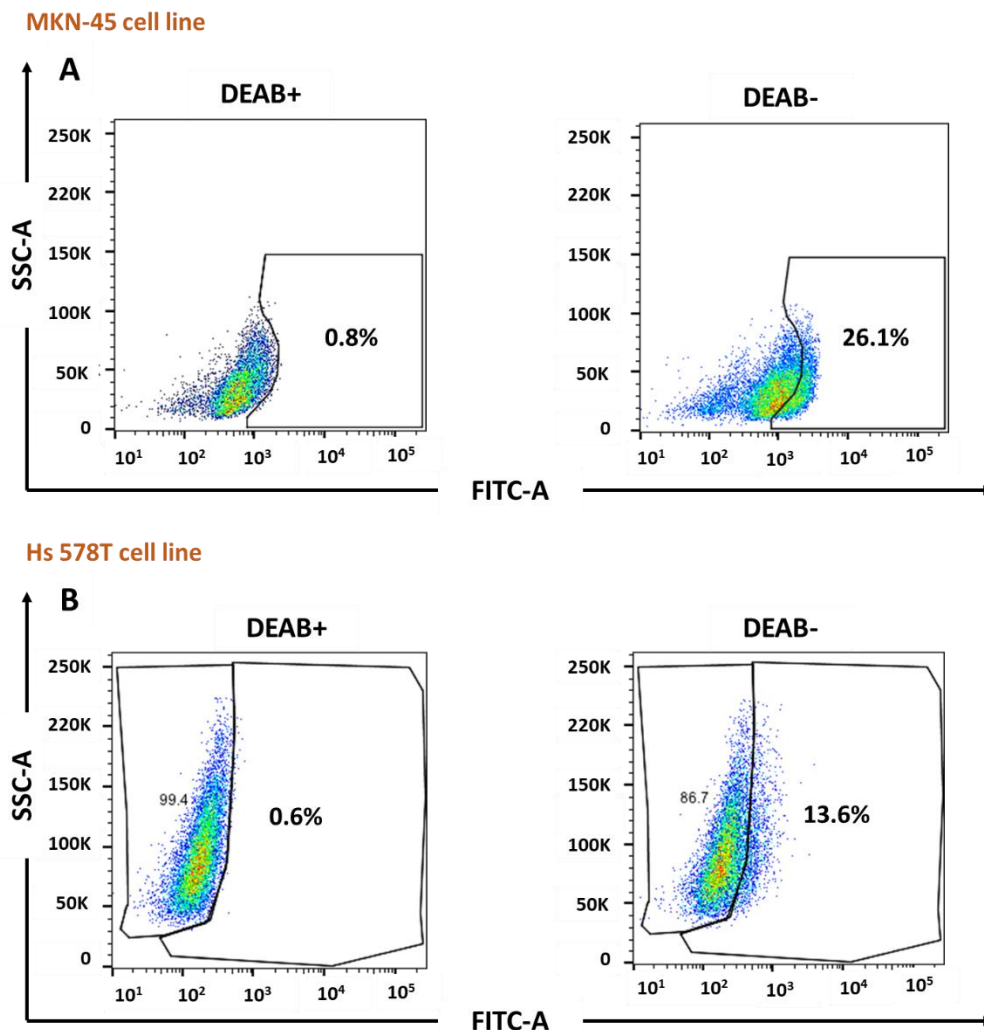 MKN-45 cell line
A
DEAB+
DEAB-
250K
220K
150K
100K
50K
0
SSC-A
0.8%
10¹ 10² 10³ 10⁴ 10⁵
250K
220K
150K
100K
50K
0
26.1%
10¹ 10² 10³ 10⁴ 10⁵
FITC-A
Hs 578T cell line
B
DEAB+
DEAB-
250K
220K
150K
100K
50K
0
SSC-A
99.4
0.6%
10¹ 10² 10³ 10⁴ 10⁵
250K
220K
150K
100K
50K
0
86.7
13.6%
10¹ 10² 10³ 10⁴ 10⁵
FITC-A